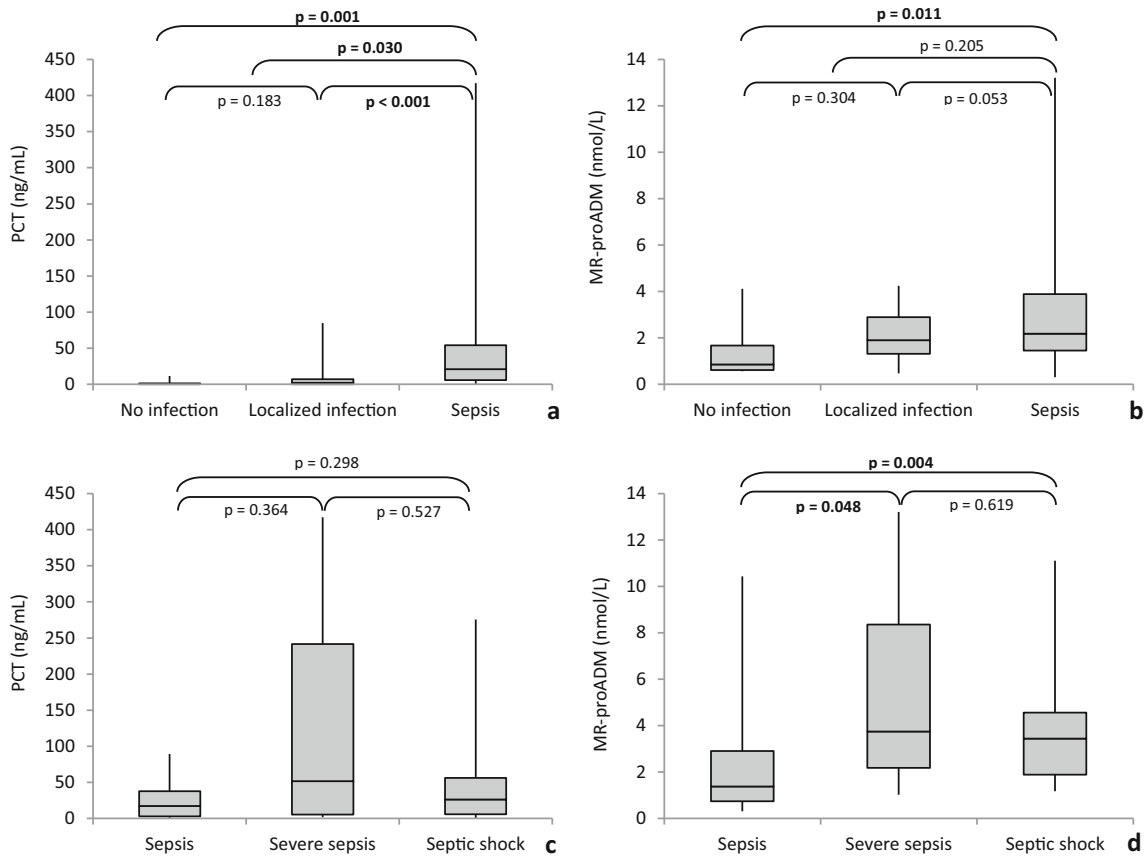 p = 0.001
p = 0.030
p = 0.183
p < 0.001
PCT (ng/mL)
450
400
350
300
250
200
150
100
50
0
No infection
Localized infection
Sepsis
a
p = 0.011
p = 0.205
p = 0.304
p = 0.053
MR-proADM (nmol/L)
14
12
10
8
6
4
2
0
No infection
Localized infection
Sepsis
b
p = 0.298
p = 0.364
p = 0.527
PCT (ng/mL)
450
400
350
300
250
200
150
100
50
0
Sepsis
Severe sepsis
Septic shock
c
p = 0.004
p = 0.048
p = 0.619
MR-proADM (nmol/L)
14
12
10
8
6
4
2
0
Sepsis
Severe sepsis
Septic shock
d